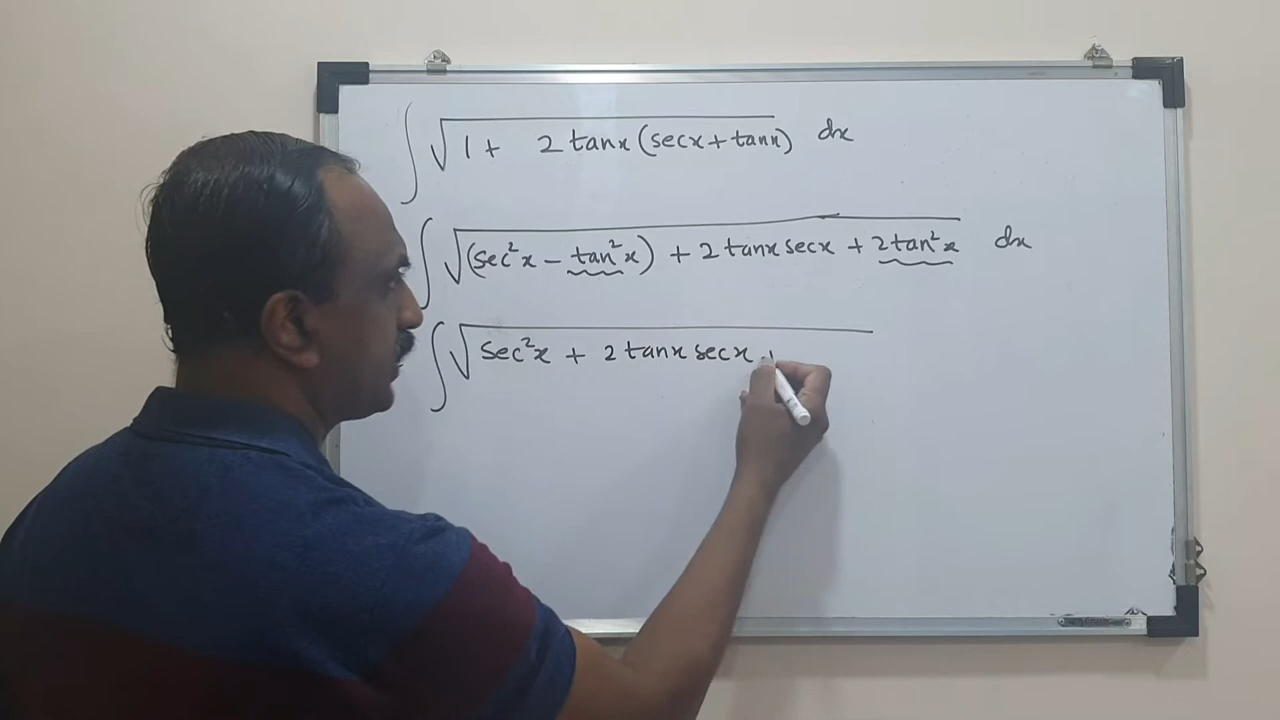 ∫ √(1 + 2 tanx (secx + tanx)) dx
∫ √((sec²x − tan²x) + 2 tanx secx + 2tan²x) dx
∫ √(sec²x + 2 tanx secx +